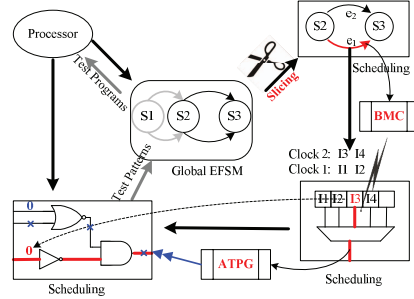 Processor
Test Programs
S1
S2
S3
Global EFSM
Slicing
S2
e2
e1
S3
Scheduling
BMC
Clock 2: I3 I4
Clock 1: I1 I2
I1 I2 I3 I4
Scheduling
Test Patterns
0
0
Scheduling
ATPG